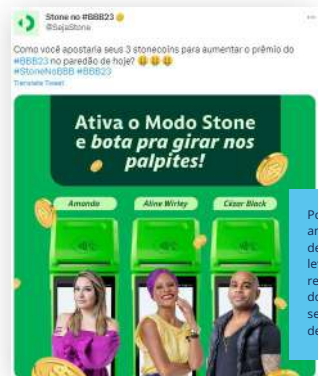 Stone no #BBB23
@SejaStone
Como você apostaria seus 3 stonecoins para aumentar o prêmio do
#BBB23 no paredão de hoje?
#StoneNoBBB #BBB23
Translate Tweet
Ativa o Modo Stone
e bota pra girar nos
palpites!
Amanda Aline Wirley Cézar Black